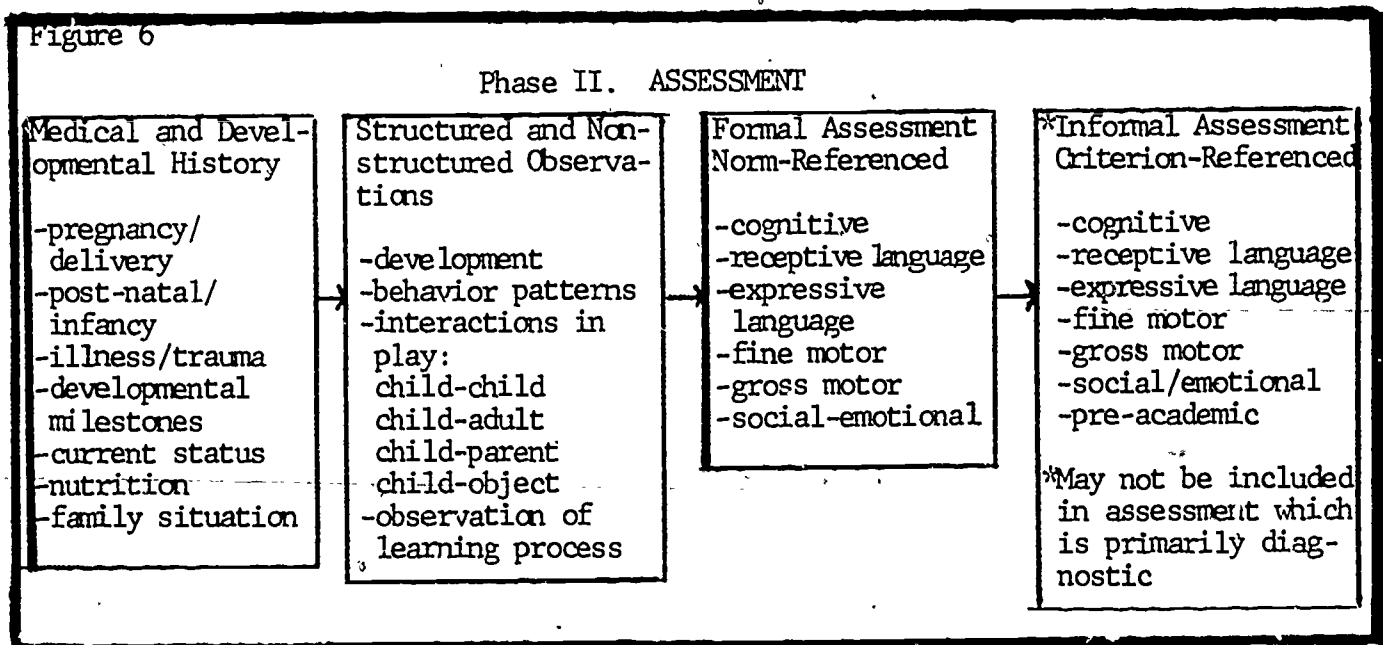 Figure 6
Phase II. ASSESSMENT
Medical and Devel-
opmental History
-pregnancy/
delivery
-post-natal/
infancy
-illness/trauma
-developmental
milestones
-current status
-nutrition
-family situation
Structured and Non-
structured Observa-
tions
-development
-behavior patterns
-interactions in
play:
child-child
child-adult
child-parent
child-object
-observation of
learning process
Formal Assessment
Norm-Referenced
-cognitive
-receptive language
-expressive
language
-fine motor
-gross motor
-social-emotional
*Informal Assessment
Criterion-Referenced
-cognitive
-receptive language
-expressive language
-fine motor
-gross motor
-social/emotional
-pre-academic
*May not be included
in assessment which
is primarily diag-
nostic